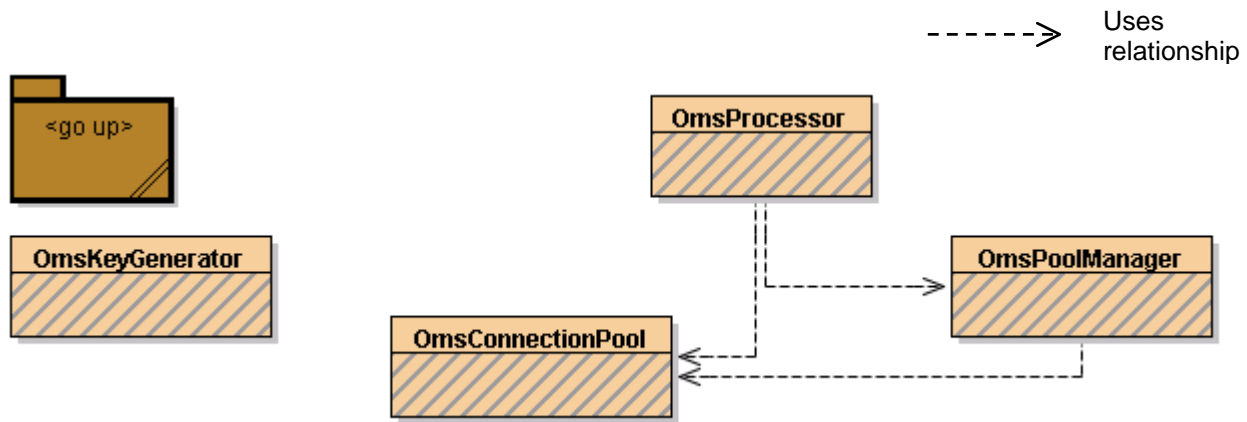 Uses
relationship
<go up>
OmsProcessor
OmsKeyGenerator
OmsPoolManager
OmsConnectionPool